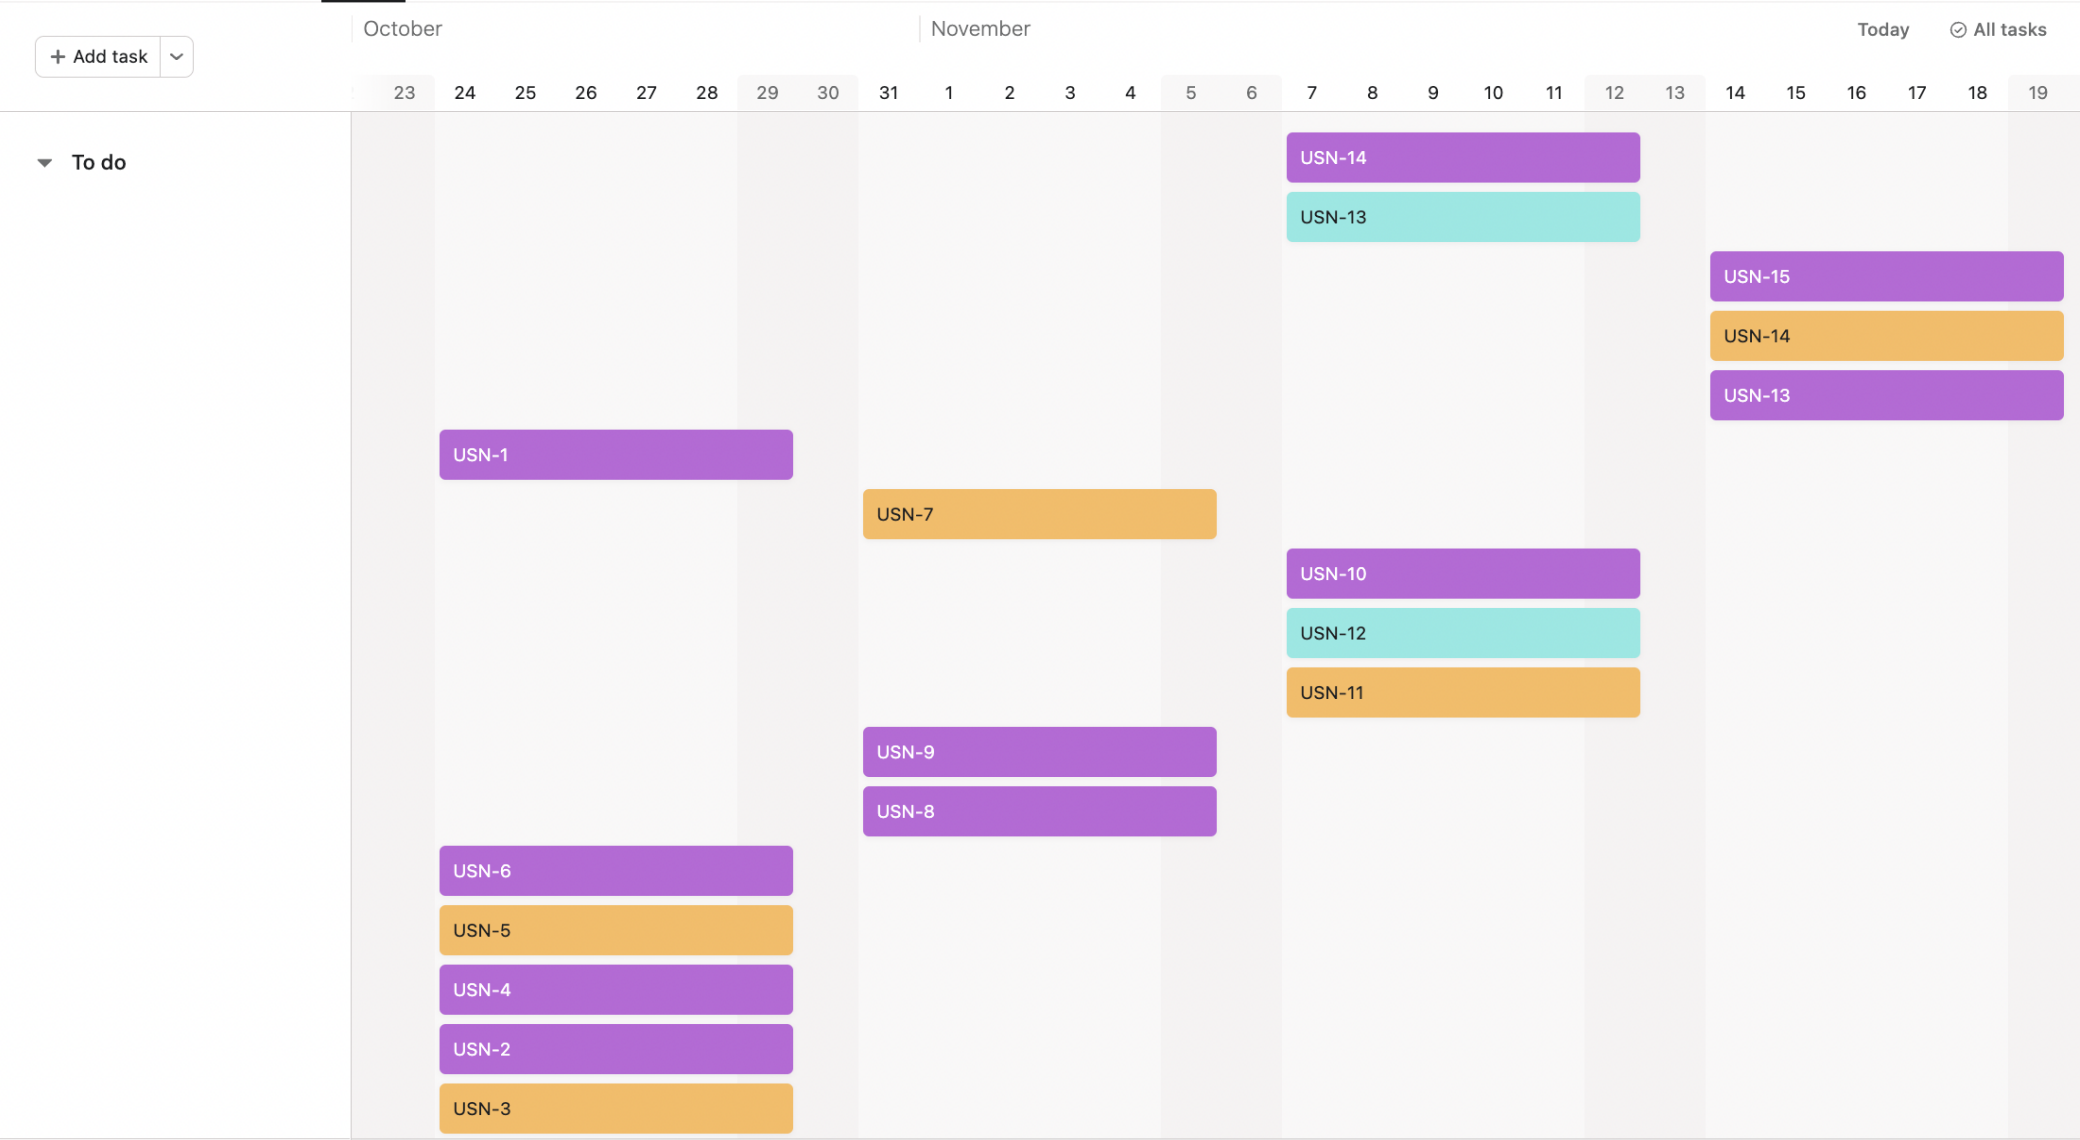 October
November
Today
All tasks
Add task
23 24 25 26 27 28 29 30 31 1 2 3 4 5 6 7 8 9 10 11 12 13 14 15 16 17 18 19
To do
USN-14
USN-13
USN-15
USN-14
USN-13
USN-1
USN-7
USN-10
USN-12
USN-11
USN-9
USN-8
USN-6
USN-5
USN-4
USN-2
USN-3